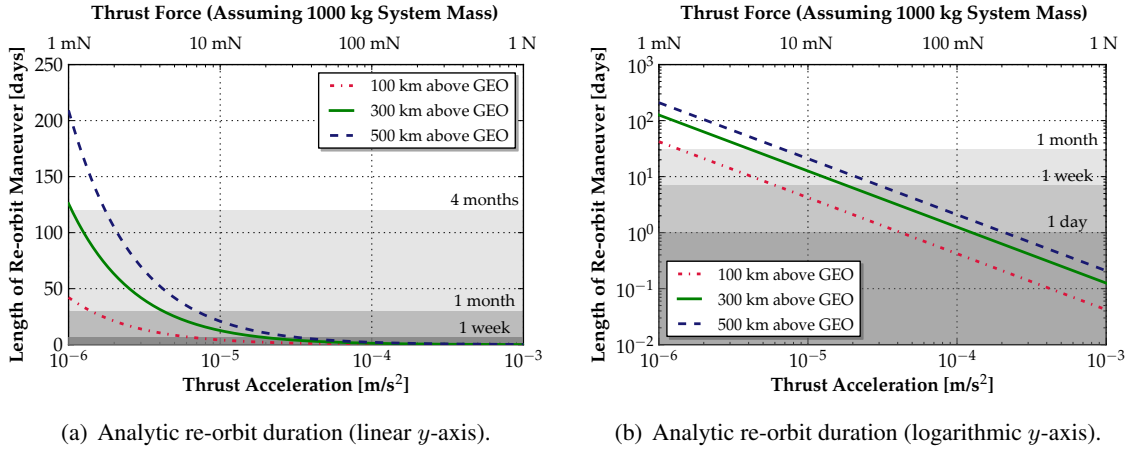 Thrust Force (Assuming 1000 kg System Mass)
1 mN 10 mN 100 mN 1 N
Length of Re-orbit Maneuver [days]
250
200
150
100
50
0
100 km above GEO
300 km above GEO
500 km above GEO
4 months
1 month
1 week
10⁻⁶ 10⁻⁵ 10⁻⁴ 10⁻³
Thrust Acceleration [m/s²]
(a) Analytic re-orbit duration (linear y-axis).
Thrust Force (Assuming 1000 kg System Mass)
1 mN 10 mN 100 mN 1 N
Length of Re-orbit Maneuver [days]
10³
10²
10¹
10⁰
10⁻¹
10⁻²
1 month
1 week
1 day
100 km above GEO
300 km above GEO
500 km above GEO
10⁻⁶ 10⁻⁵ 10⁻⁴ 10⁻³
Thrust Acceleration [m/s²]
(b) Analytic re-orbit duration (logarithmic y-axis).